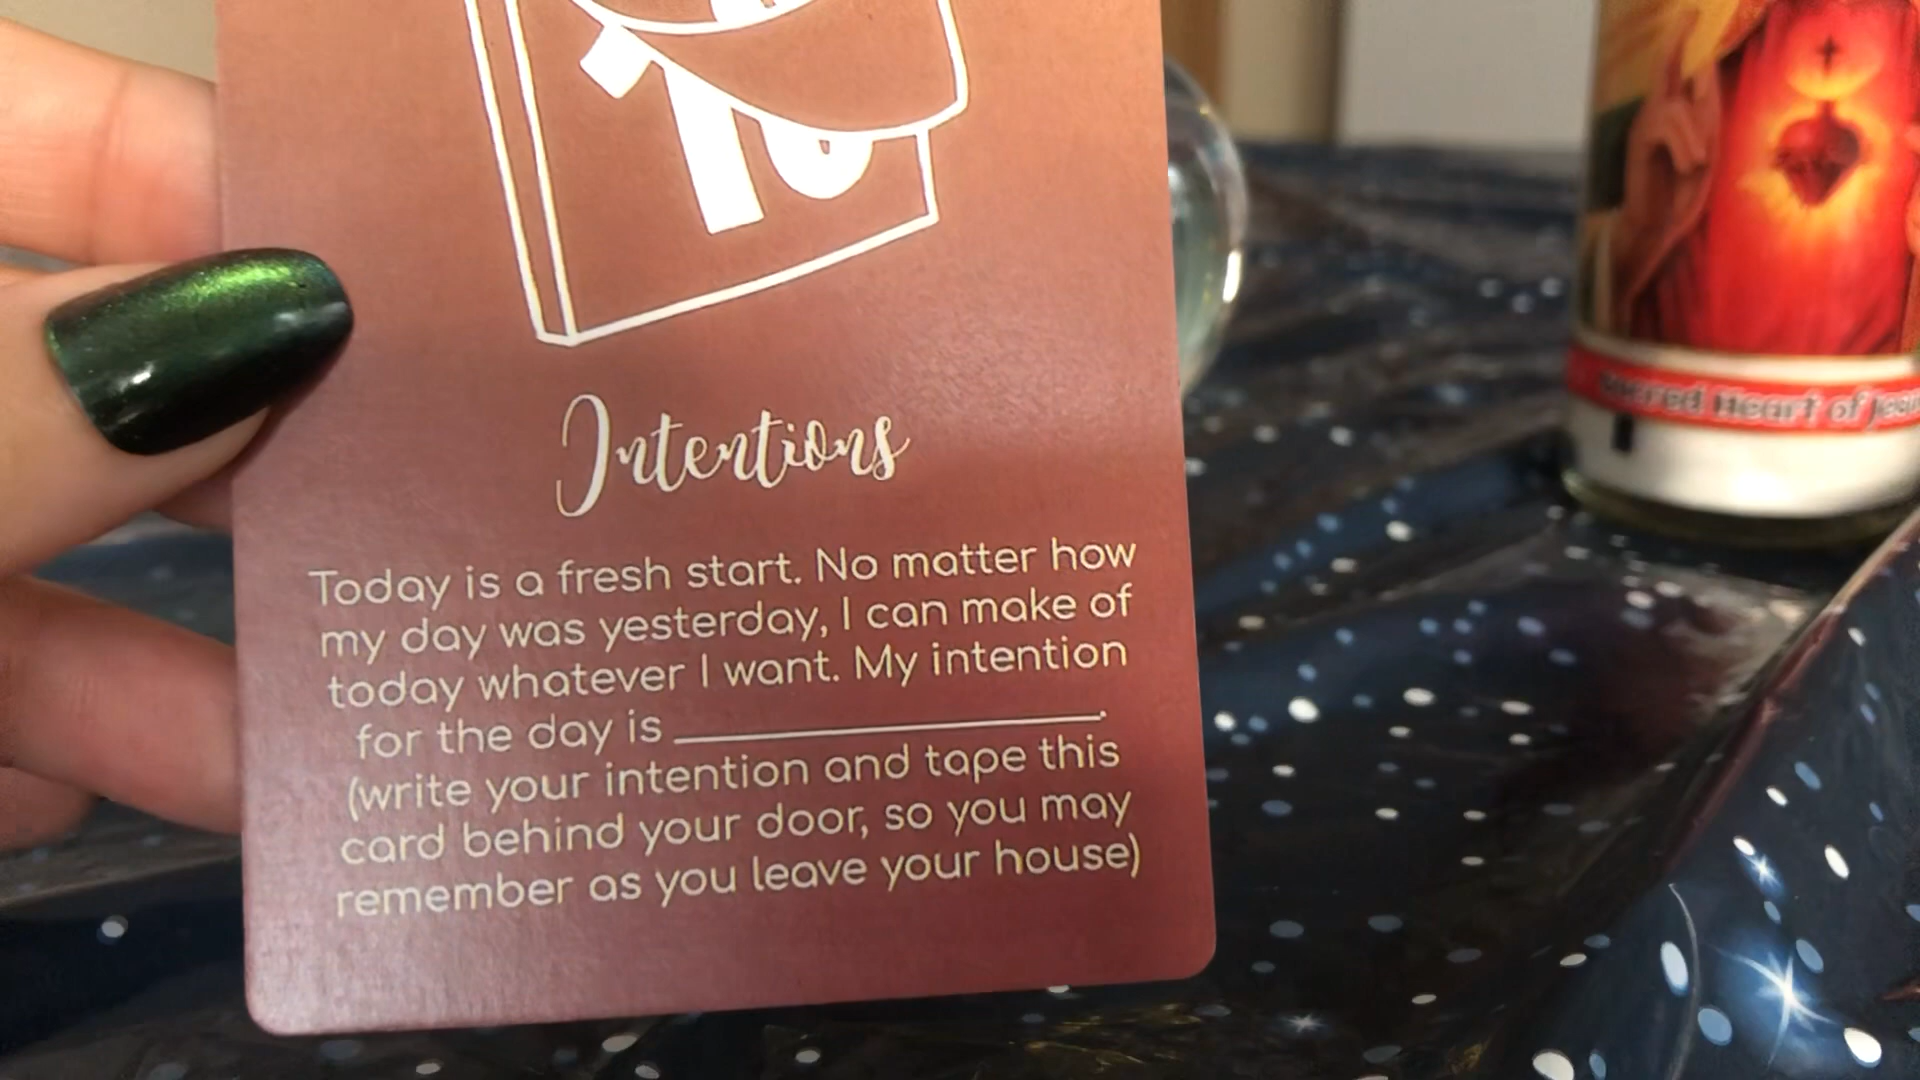 Intentions
Today is a fresh start. No matter how
my day was yesterday, I can make of
today whatever I want. My intention
for the day is ____________.
(write your intention and tape this
card behind your door, so you may
remember as you leave your house)
Sacred Heart of Jesus